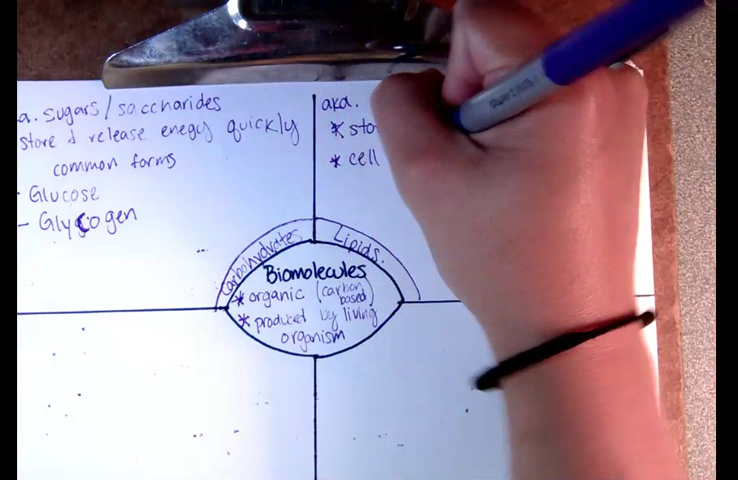 a. sugars / saccharides
store & release enegy quickly
common forms
- Glucose
- Glycogen
aka.
* sto
* cell
Carbohydrates
Lipids.
Biomolecules
* organic (carbon based)
* produced by living
organism